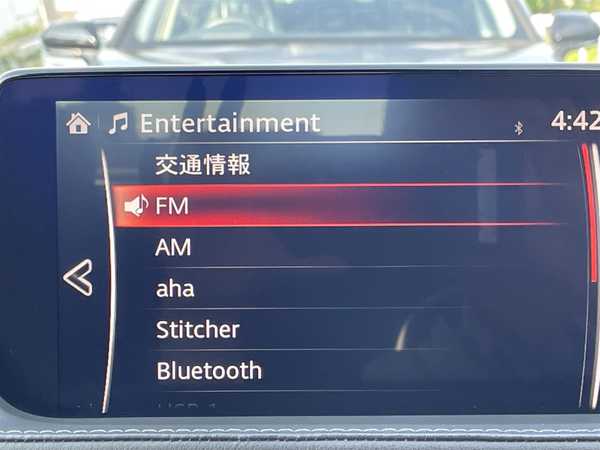 Entertainment
4:42
交通情報
FM
AM
aha
Stitcher
Bluetooth